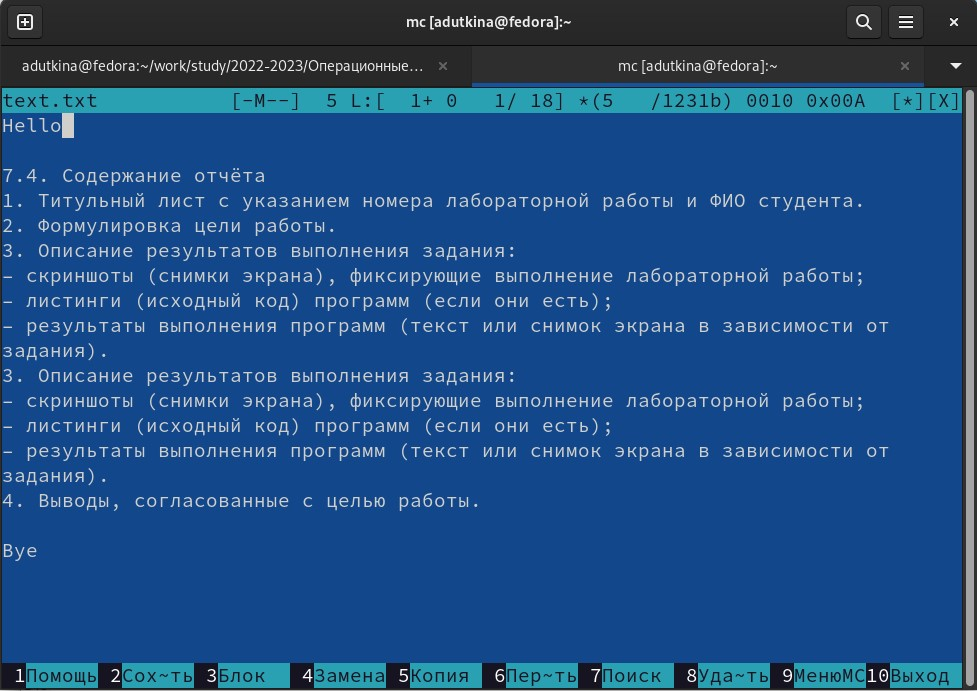 mc [adutkina@fedora]:~
adutkina@fedora:~/work/study/2022-2023/Операционные... mc [adutkina@fedora]:~
text.txt [-M--] 5 L:[ 1+ 0 1/ 18] *(5 /1231b) 0010 0x00A [*][X]
Hello
7.4. Содержание отчёта
1. Титульный лист с указанием номера лабораторной работы и ФИО студента.
2. Формулировка цели работы.
3. Описание результатов выполнения задания:
– скриншоты (снимки экрана), фиксирующие выполнение лабораторной работы;
– листинги (исходный код) программ (если они есть);
– результаты выполнения программ (текст или снимок экрана в зависимости от
задания).
3. Описание результатов выполнения задания:
– скриншоты (снимки экрана), фиксирующие выполнение лабораторной работы;
– листинги (исходный код) программ (если они есть);
– результаты выполнения программ (текст или снимок экрана в зависимости от
задания).
4. Выводы, согласованные с целью работы.
Bye
1Помощь 2Сох~ть 3Блок 4Замена 5Копия 6Пер~ть 7Поиск 8Уда~ть 9МенюMC 10Выход